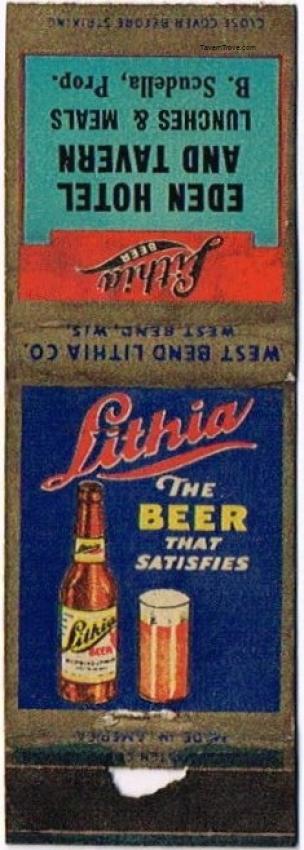 CLOSE COVER BEFORE STRIKING
TavernTrove.com
EDEN HOTEL
AND TAVERN
LUNCHES & MEALS
B. Scudella, Prop.
Lithia
BEER
WEST BEND LITHIA CO.
WEST BEND, WIS.
Lithia
THE
BEER
THAT
SATISFIES
Lithia
BEER
MADE IN AMERICA